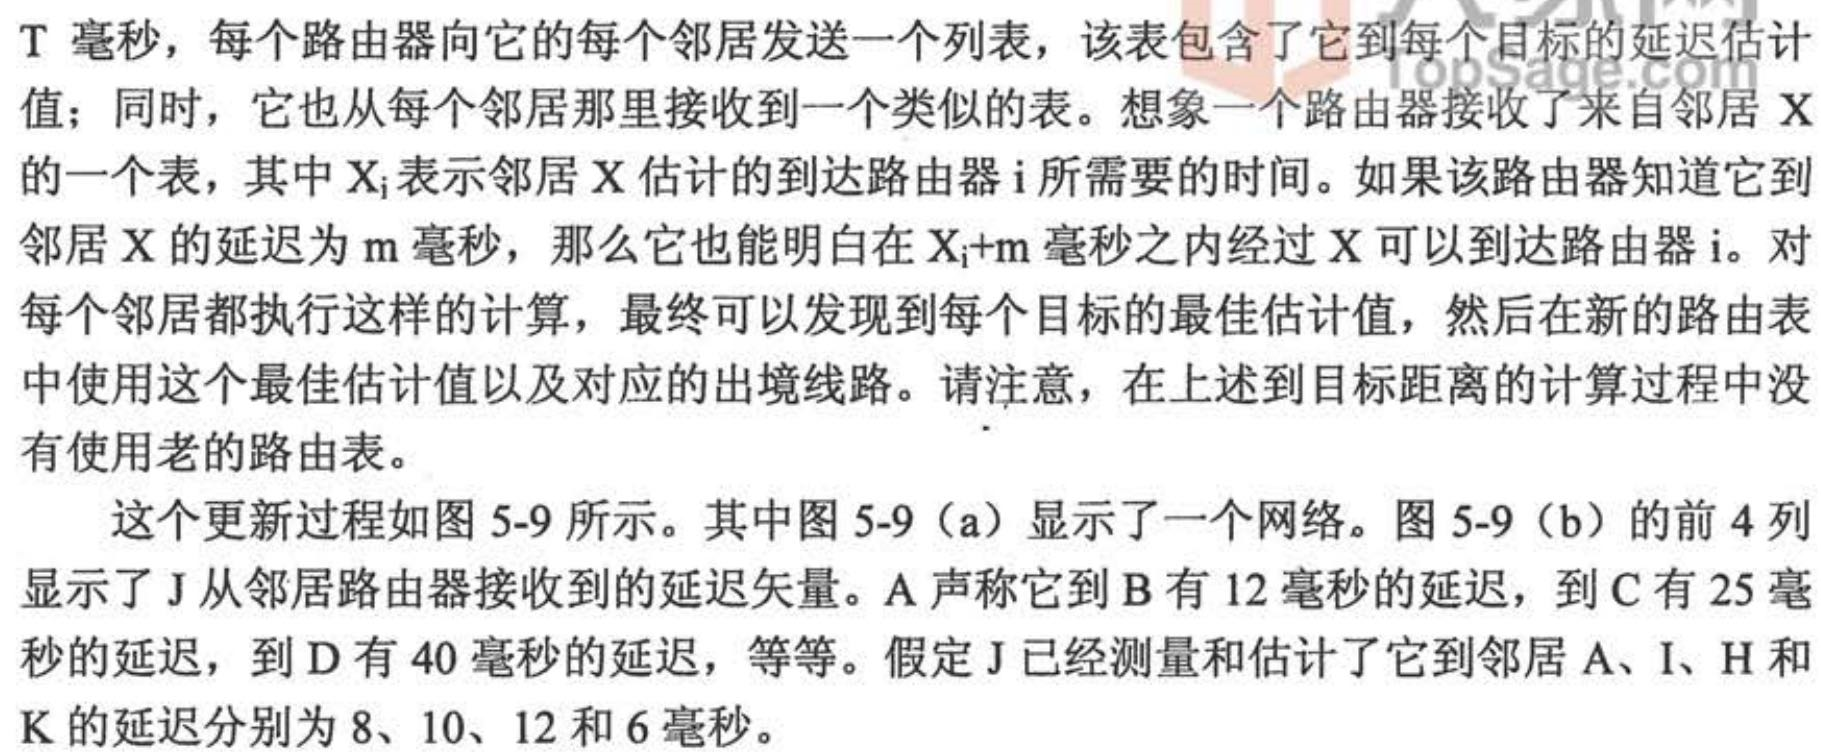 T 毫秒，每个路由器向它的每个邻居发送一个列表，该表包含了它到每个目标的延迟估计
值；同时，它也从每个邻居那里接收到一个类似的表。想象一个路由器接收了来自邻居 X
的一个表，其中 Xi 表示邻居 X 估计的到达路由器 i 所需要的时间。如果该路由器知道它到
邻居 X 的延迟为 m 毫秒，那么它也能明白在 Xi+m 毫秒之内经过 X 可以到达路由器 i。对
每个邻居都执行这样的计算，最终可以发现到每个目标的最佳估计值，然后在新的路由表
中使用这个最佳估计值以及对应的出境线路。请注意，在上述到目标距离的计算过程中没
有使用老的路由表。
这个更新过程如图 5-9 所示。其中图 5-9（a）显示了一个网络。图 5-9（b）的前 4 列
显示了 J 从邻居路由器接收到的延迟矢量。A 声称它到 B 有 12 毫秒的延迟，到 C 有 25 毫
秒的延迟，到 D 有 40 毫秒的延迟，等等。假定 J 已经测量和估计了它到邻居 A、I、H 和
K 的延迟分别为 8、10、12 和 6 毫秒。
TopSage.com